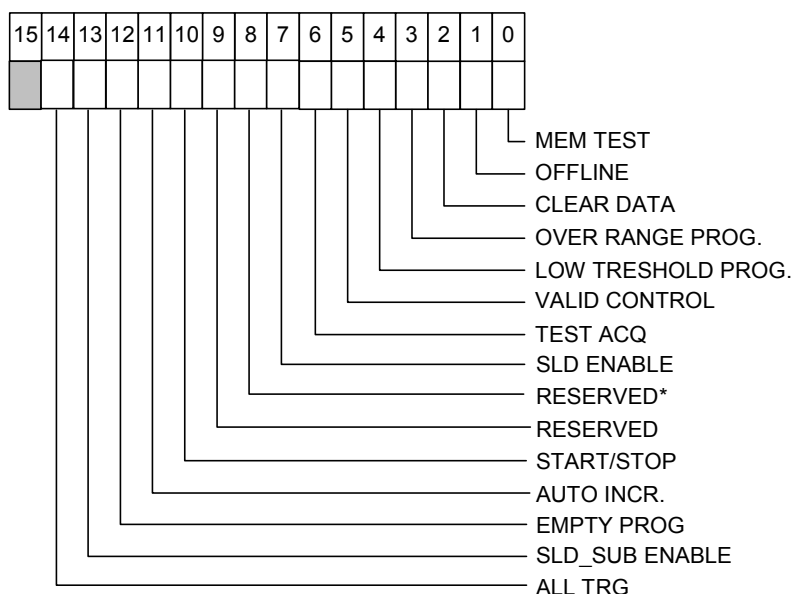 15 14 13 12 11 10 9 8 7 6 5 4 3 2 1 0
MEM TEST
OFFLINE
CLEAR DATA
OVER RANGE PROG.
LOW TRESHOLD PROG.
VALID CONTROL
TEST ACQ
SLD ENABLE
RESERVED*
RESERVED
START/STOP
AUTO INCR.
EMPTY PROG
SLD_SUB ENABLE
ALL TRG